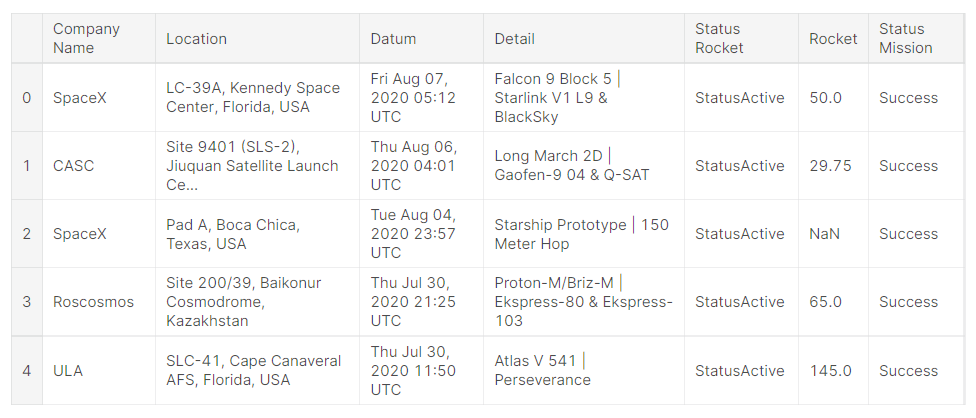 Company Name Location Datum Detail Status Rocket Rocket Status Mission
0 SpaceX LC-39A, Kennedy Space Center, Florida, USA Fri Aug 07, 2020 05:12 UTC Falcon 9 Block 5 | Starlink V1 L9 & BlackSky StatusActive 50.0 Success
1 CASC Site 9401 (SLS-2), Jiuquan Satellite Launch Ce... Thu Aug 06, 2020 04:01 UTC Long March 2D | Gaofen-9 04 & Q-SAT StatusActive 29.75 Success
2 SpaceX Pad A, Boca Chica, Texas, USA Tue Aug 04, 2020 23:57 UTC Starship Prototype | 150 Meter Hop StatusActive NaN Success
3 Roscosmos Site 200/39, Baikonur Cosmodrome, Kazakhstan Thu Jul 30, 2020 21:25 UTC Proton-M/Briz-M | Ekspress-80 & Ekspress-103 StatusActive 65.0 Success
4 ULA SLC-41, Cape Canaveral AFS, Florida, USA Thu Jul 30, 2020 11:50 UTC Atlas V 541 | Perseverance StatusActive 145.0 Success